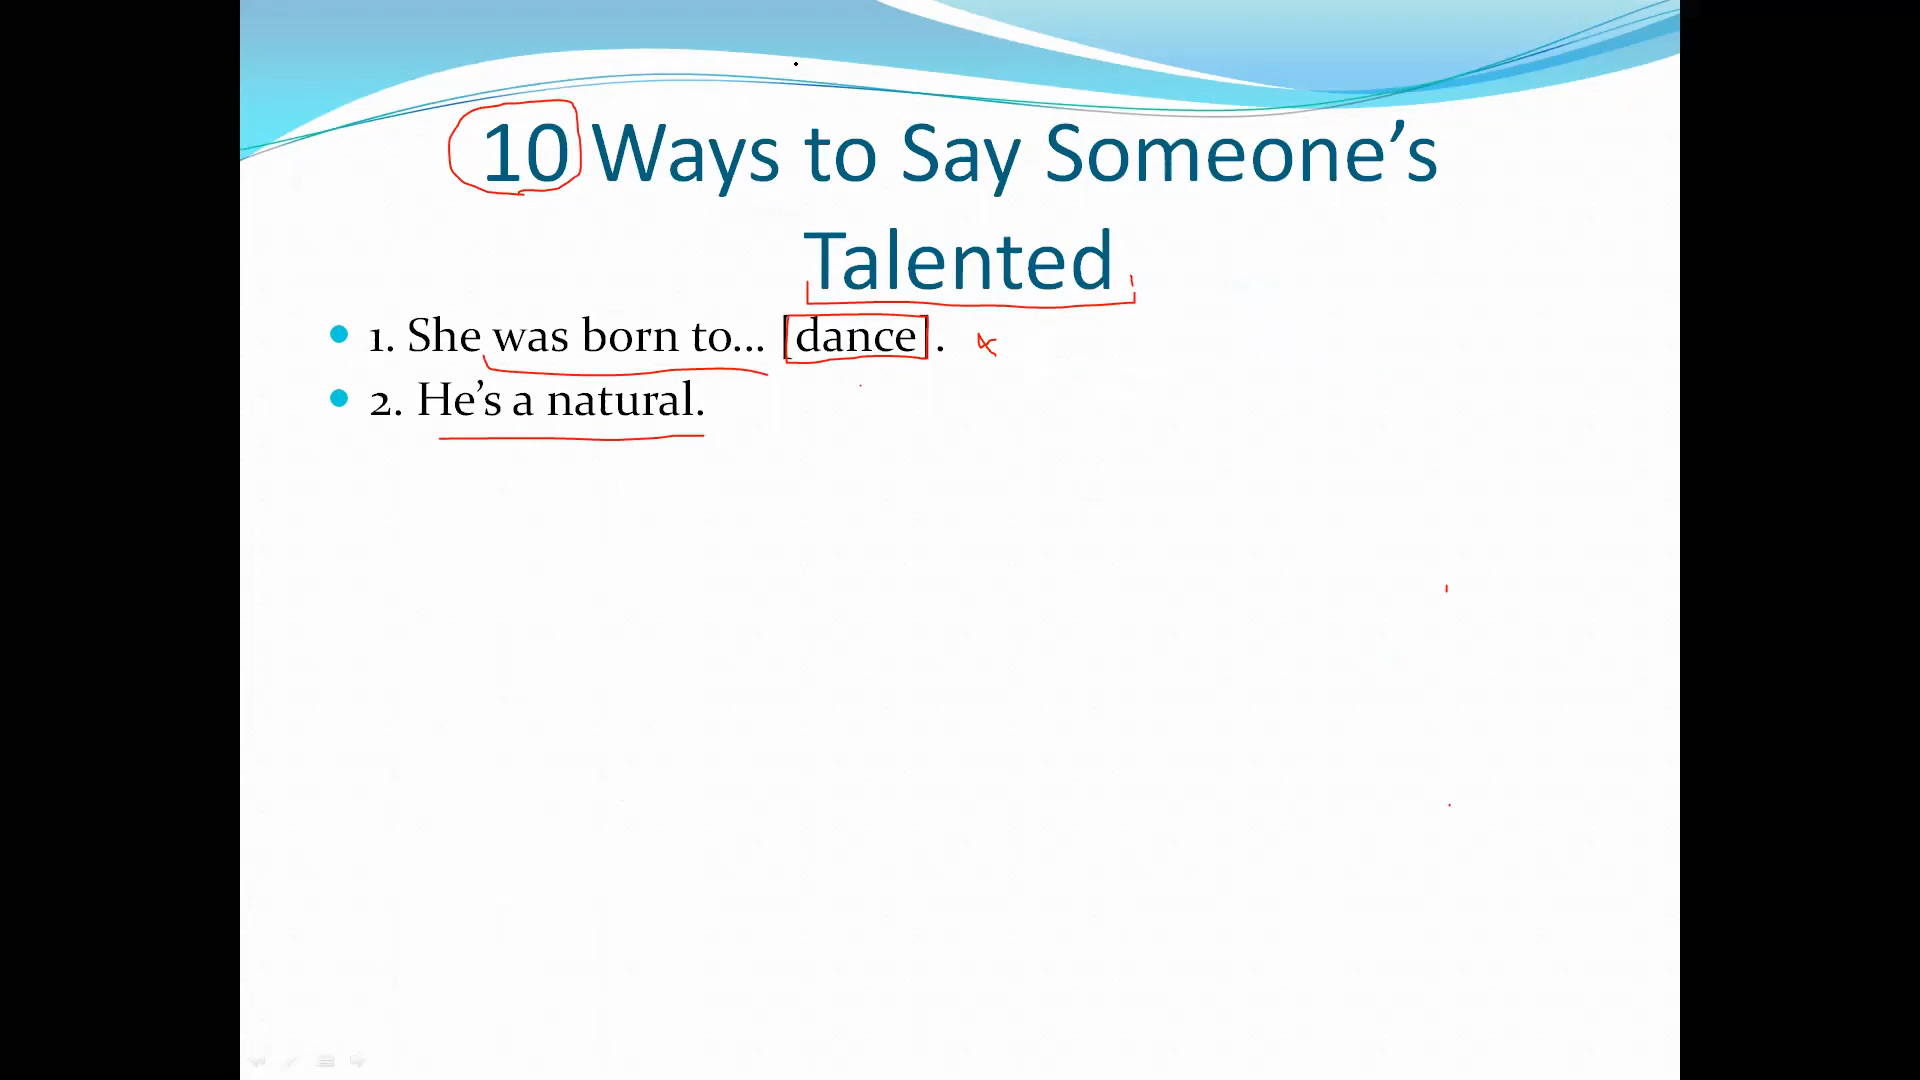 10 Ways to Say Someone’s
Talented
• 1. She was born to... [dance] .
• 2. He’s a natural.